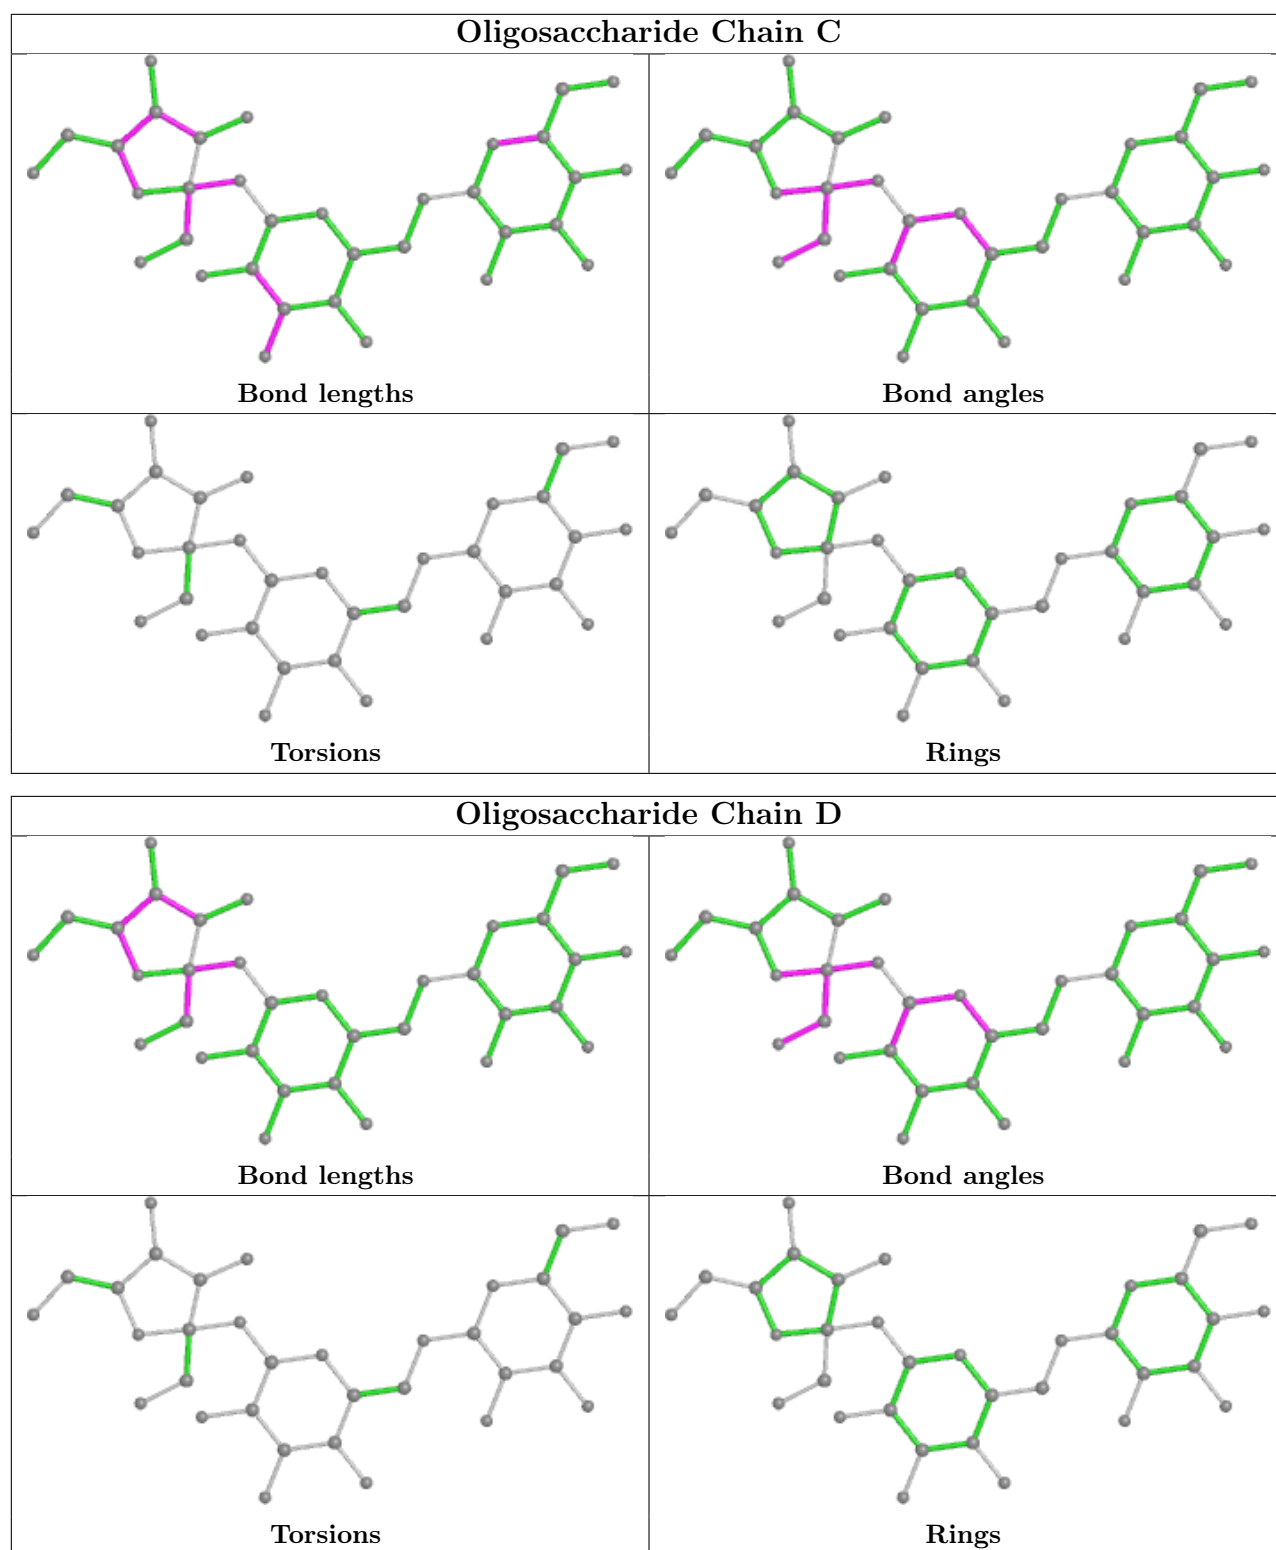 Oligosaccharide Chain C
Bond lengths
Bond angles
Torsions
Rings
Oligosaccharide Chain D
Bond lengths
Bond angles
Torsions
Rings